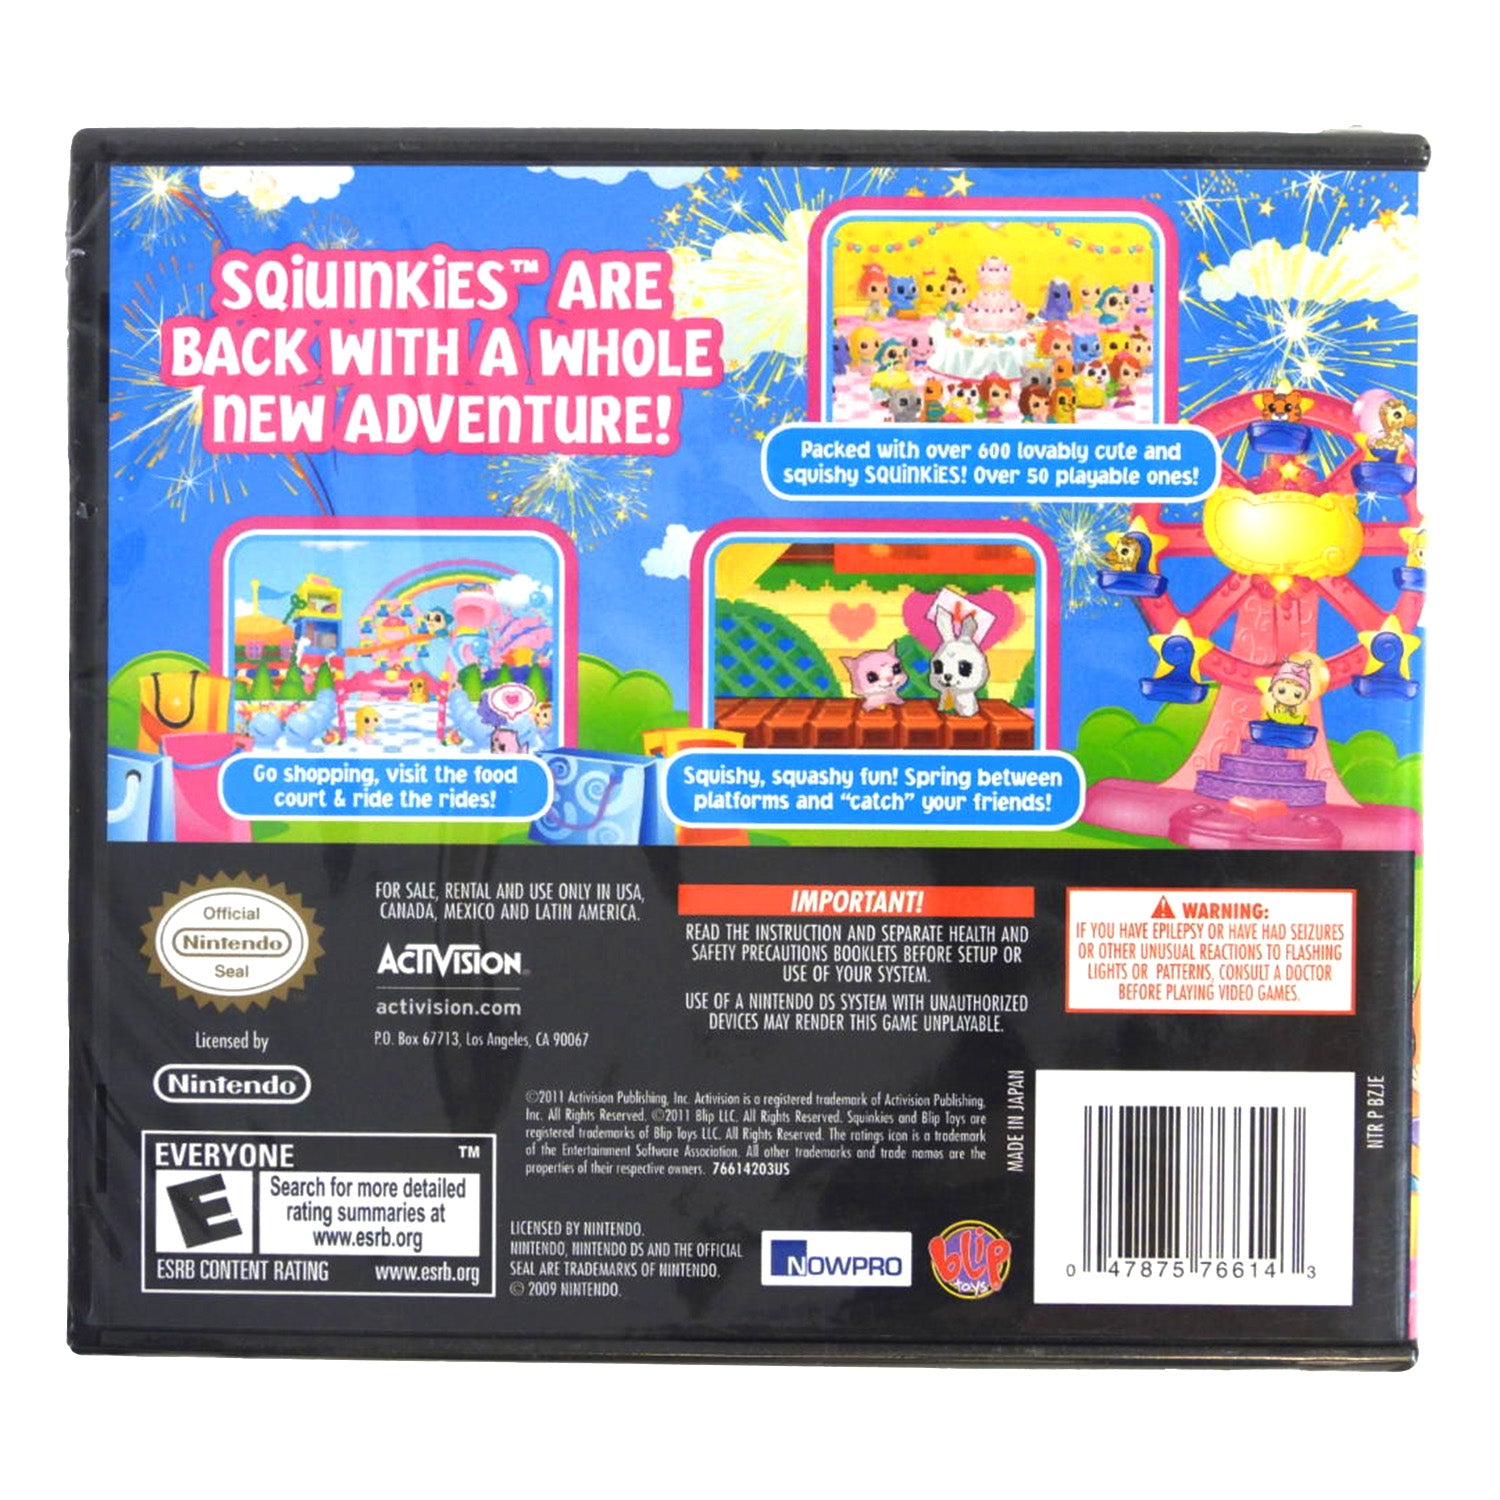 SQiUINKiES™ ARE
BACK WITH A WHOLE
NEW ADVENTURE!
Packed with over 600 lovably cute and
squishy SQUiNKiES! Over 50 playable ones!
Go shopping, visit the food
court & ride the rides!
Squishy, squashy fun! Spring between
platforms and “catch” your friends!
Official
Nintendo
Seal
Licensed by
Nintendo
FOR SALE, RENTAL AND USE ONLY IN USA,
CANADA, MEXICO AND LATIN AMERICA.
ACTIVISION
activision.com
P.O. Box 67713, Los Angeles, CA 90067
IMPORTANT!
READ THE INSTRUCTION AND SEPARATE HEALTH AND
SAFETY PRECAUTIONS BOOKLETS BEFORE SETUP OR
USE OF YOUR SYSTEM.
USE OF A NINTENDO DS SYSTEM WITH UNAUTHORIZED
DEVICES MAY RENDER THIS GAME UNPLAYABLE.
WARNING:
IF YOU HAVE EPILEPSY OR HAVE HAD SEIZURES
OR OTHER UNUSUAL REACTIONS TO FLASHING
LIGHTS OR PATTERNS, CONSULT A DOCTOR
BEFORE PLAYING VIDEO GAMES.
©2011 Activision Publishing, Inc. Activision is a registered trademark of Activision Publishing,
Inc. All Rights Reserved. ©2011 Blip LLC. All Rights Reserved. Squinkies and Blip Toys are
registered trademarks of Blip Toys LLC. All Rights Reserved. The ratings icon is a trademark
of the Entertainment Software Association. All other trademarks and trade names are the
properties of their respective owners. 76614203US
MADE IN JAPAN
NTR P BZJE
EVERYONE ™
E
Search for more detailed
rating summaries at
www.esrb.org
ESRB CONTENT RATING www.esrb.org
LICENSED BY NINTENDO.
NINTENDO, NINTENDO DS AND THE OFFICIAL
SEAL ARE TRADEMARKS OF NINTENDO.
© 2009 NINTENDO.
NOWPRO
blip
toys
0 47875 76614 3